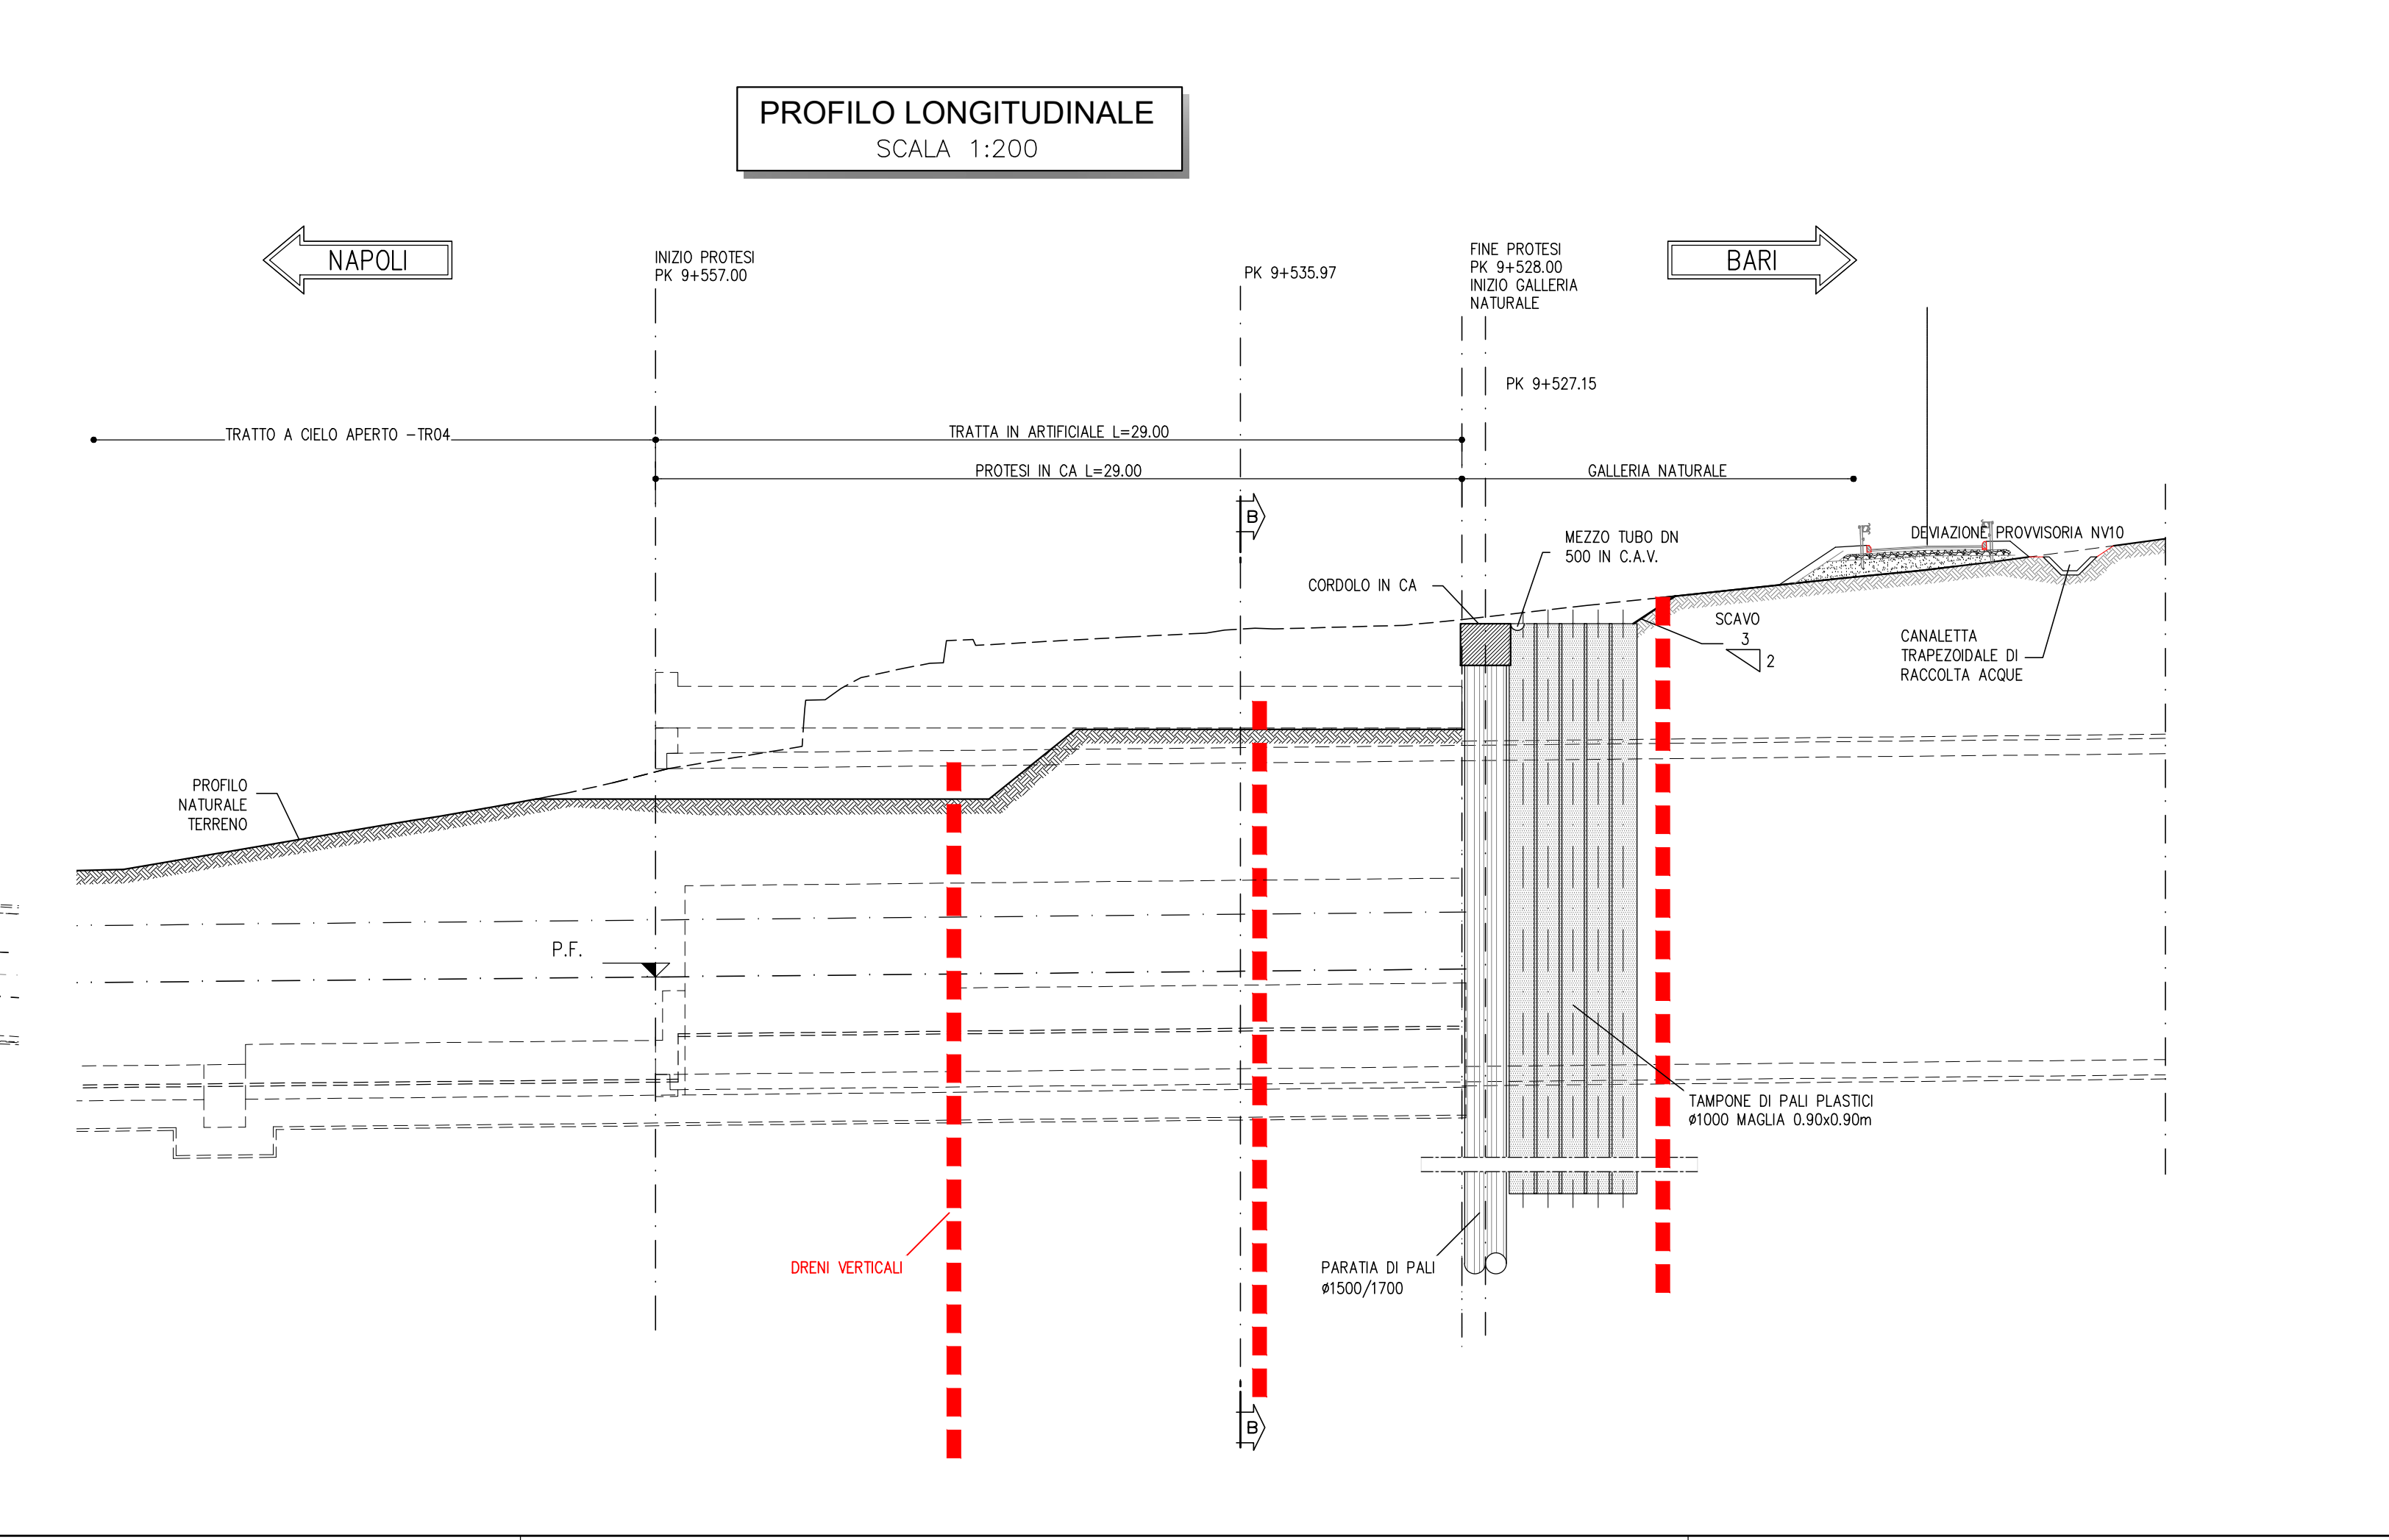 PROFILO LONGITUDINALE
SCALA 1:200
NAPOLI
INIZIO PROTESI
PK 9+557.00
PK 9+535.97
FINE PROTESI
PK 9+528.00
INIZIO GALLERIA
NATURALE
BARI
PK 9+527.15
TRATTO A CIELO APERTO -TR04
TRATTA IN ARTIFICIALE L=29.00
PROTESI IN CA L=29.00
GALLERIA NATURALE
B
MEZZO TUBO DN
500 IN C.A.V.
DEVIAZIONE PROVVISORIA NV10
CORDOLO IN CA
SCAVO
3
2
CANALETTA
TRAPEZOIDALE DI
RACCOLTA ACQUE
PROFILO
NATURALE
TERRENO
P.F.
TAMPONE DI PALI PLASTICI
ø1000 MAGLIA 0.90x0.90m
DRENI VERTICALI
PARATIA DI PALI
ø1500/1700
B